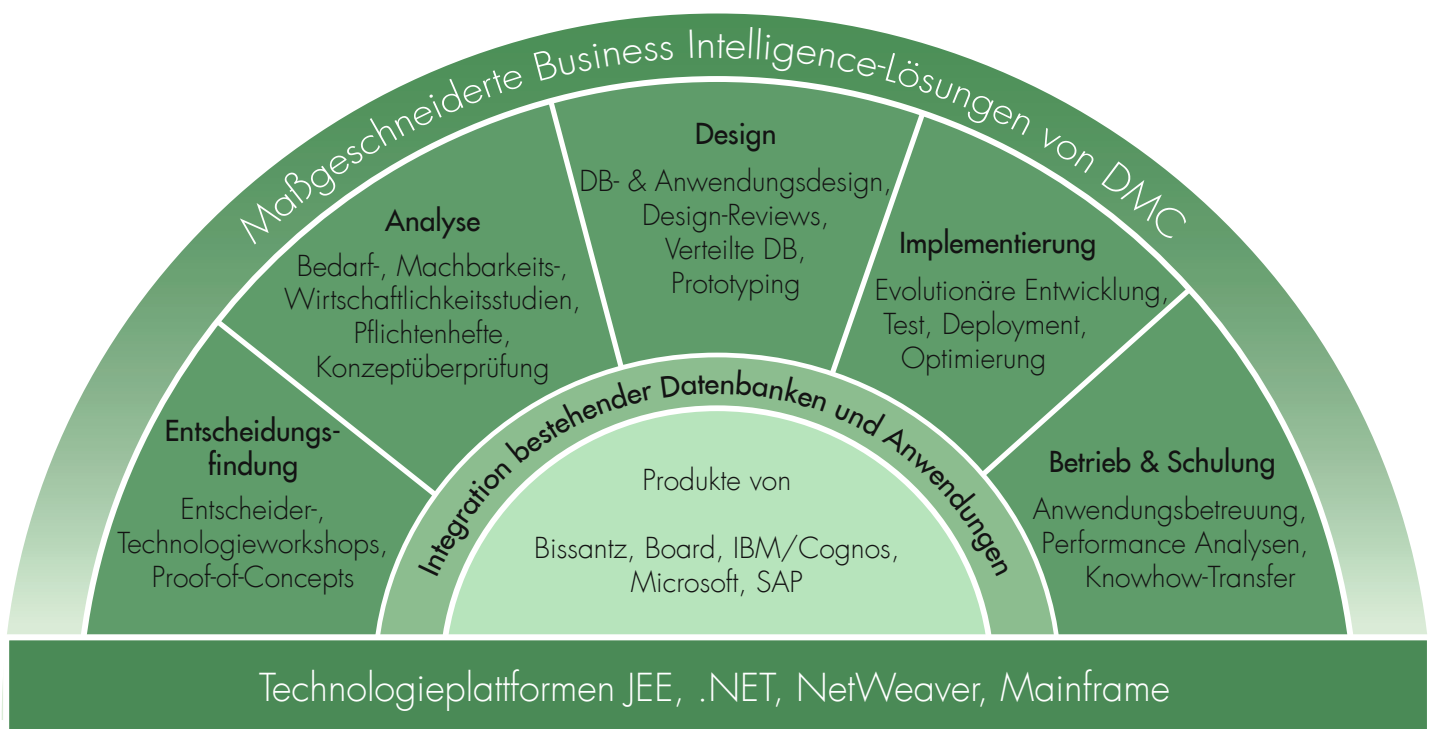 Maßgeschneiderte Business Intelligence-Lösungen von DMC
Entscheidungs-
findung
Entscheider-,
Technologieworkshops,
Proof-of-Concepts
Analyse
Bedarf-, Machbarkeits-,
Wirtschaftlichkeitsstudien,
Pflichtenhefte,
Konzeptüberprüfung
Design
DB- & Anwendungsdesign,
Design-Reviews,
Verteilte DB,
Prototyping
Implementierung
Evolutionäre Entwicklung,
Test, Deployment,
Optimierung
Betrieb & Schulung
Anwendungsbetreuung,
Performance Analysen,
Knowhow-Transfer
Integration bestehender Datenbanken und Anwendungen
Produkte von
Bissantz, Board, IBM/Cognos,
Microsoft, SAP
Technologieplattformen JEE, .NET, NetWeaver, Mainframe